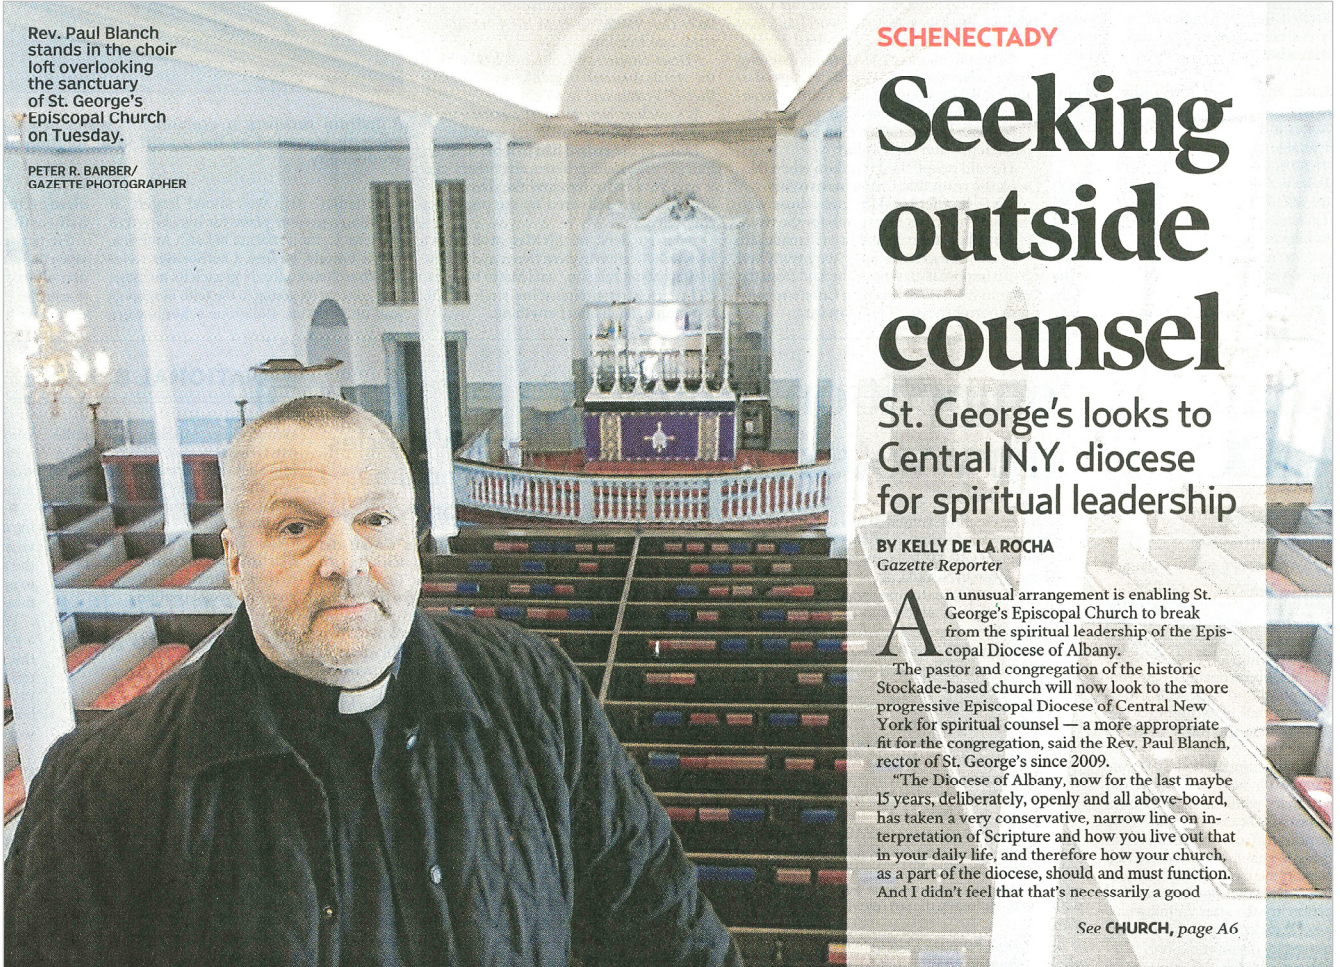 Rev. Paul Blanch
stands in the choir
loft overlooking
the sanctuary
of St. George's
Episcopal Church
on Tuesday.
PETER R. BARBER/
GAZETTE PHOTOGRAPHER
SCHENECTADY
Seeking
outside
counsel
St. George's looks to
Central N.Y. diocese
for spiritual leadership
BY KELLY DE LA ROCHA
Gazette Reporter
An unusual arrangement is enabling St.
George's Episcopal Church to break
from the spiritual leadership of the Epis-
copal Diocese of Albany.
The pastor and congregation of the historic
Stockade-based church will now look to the more
progressive Episcopal Diocese of Central New
York for spiritual counsel — a more appropriate
fit for the congregation, said the Rev. Paul Blanch,
rector of St. George's since 2009.
“The Diocese of Albany, now for the last maybe
15 years, deliberately, openly and all above-board,
has taken a very conservative, narrow line on in-
terpretation of Scripture and how you live out that
in your daily life, and therefore how your church,
as a part of the diocese, should and must function.
And I didn't feel that that's necessarily a good
See CHURCH, page A6